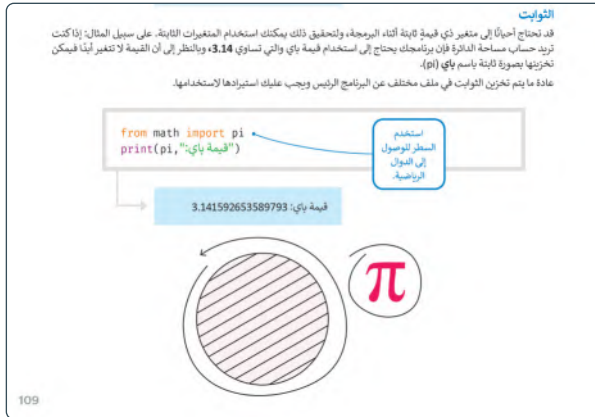 الثوابت
قد تحتاج أحيانًا إلى متغير ذي قيمةٍ ثابتة أثناء البرمجة، ولتحقيق ذلك يمكنك استخدام المتغيرات الثابتة. على سبيل المثال: إذا كنت
تريد حساب مساحة الدائرة فإن برنامجك يحتاج إلى استخدام قيمة باي والتي تساوي 3.14، وبالنظر إلى أن القيمة لا تتغير أبدًا فيمكن
تخزينها بصورة ثابتة باسم باي (pi).
عادة ما يتم تخزين الثوابت في ملف مختلف عن البرنامج الرئيس ويجب عليك استيرادها لاستخدامها.
from math import pi
print(pi,"قيمة باي:")
استخدم
السطر للوصول
إلى الدوال
الرياضية.
قيمة باي: 3.141592653589793
π
109